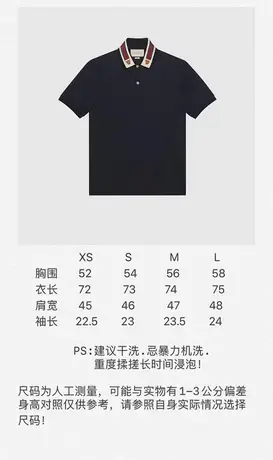 XS S M L
胸围 52 54 56 58
衣长 72 73 74 75
肩宽 45 46 47 48
袖长 22.5 23 23.5 24
PS:建议干洗.忌暴力机洗.
重度揉搓长时间浸泡!
尺码为人工测量，可能与实物有1-3公分偏差
身高对照仅供参考，请参照自身实际情况选择
尺码!